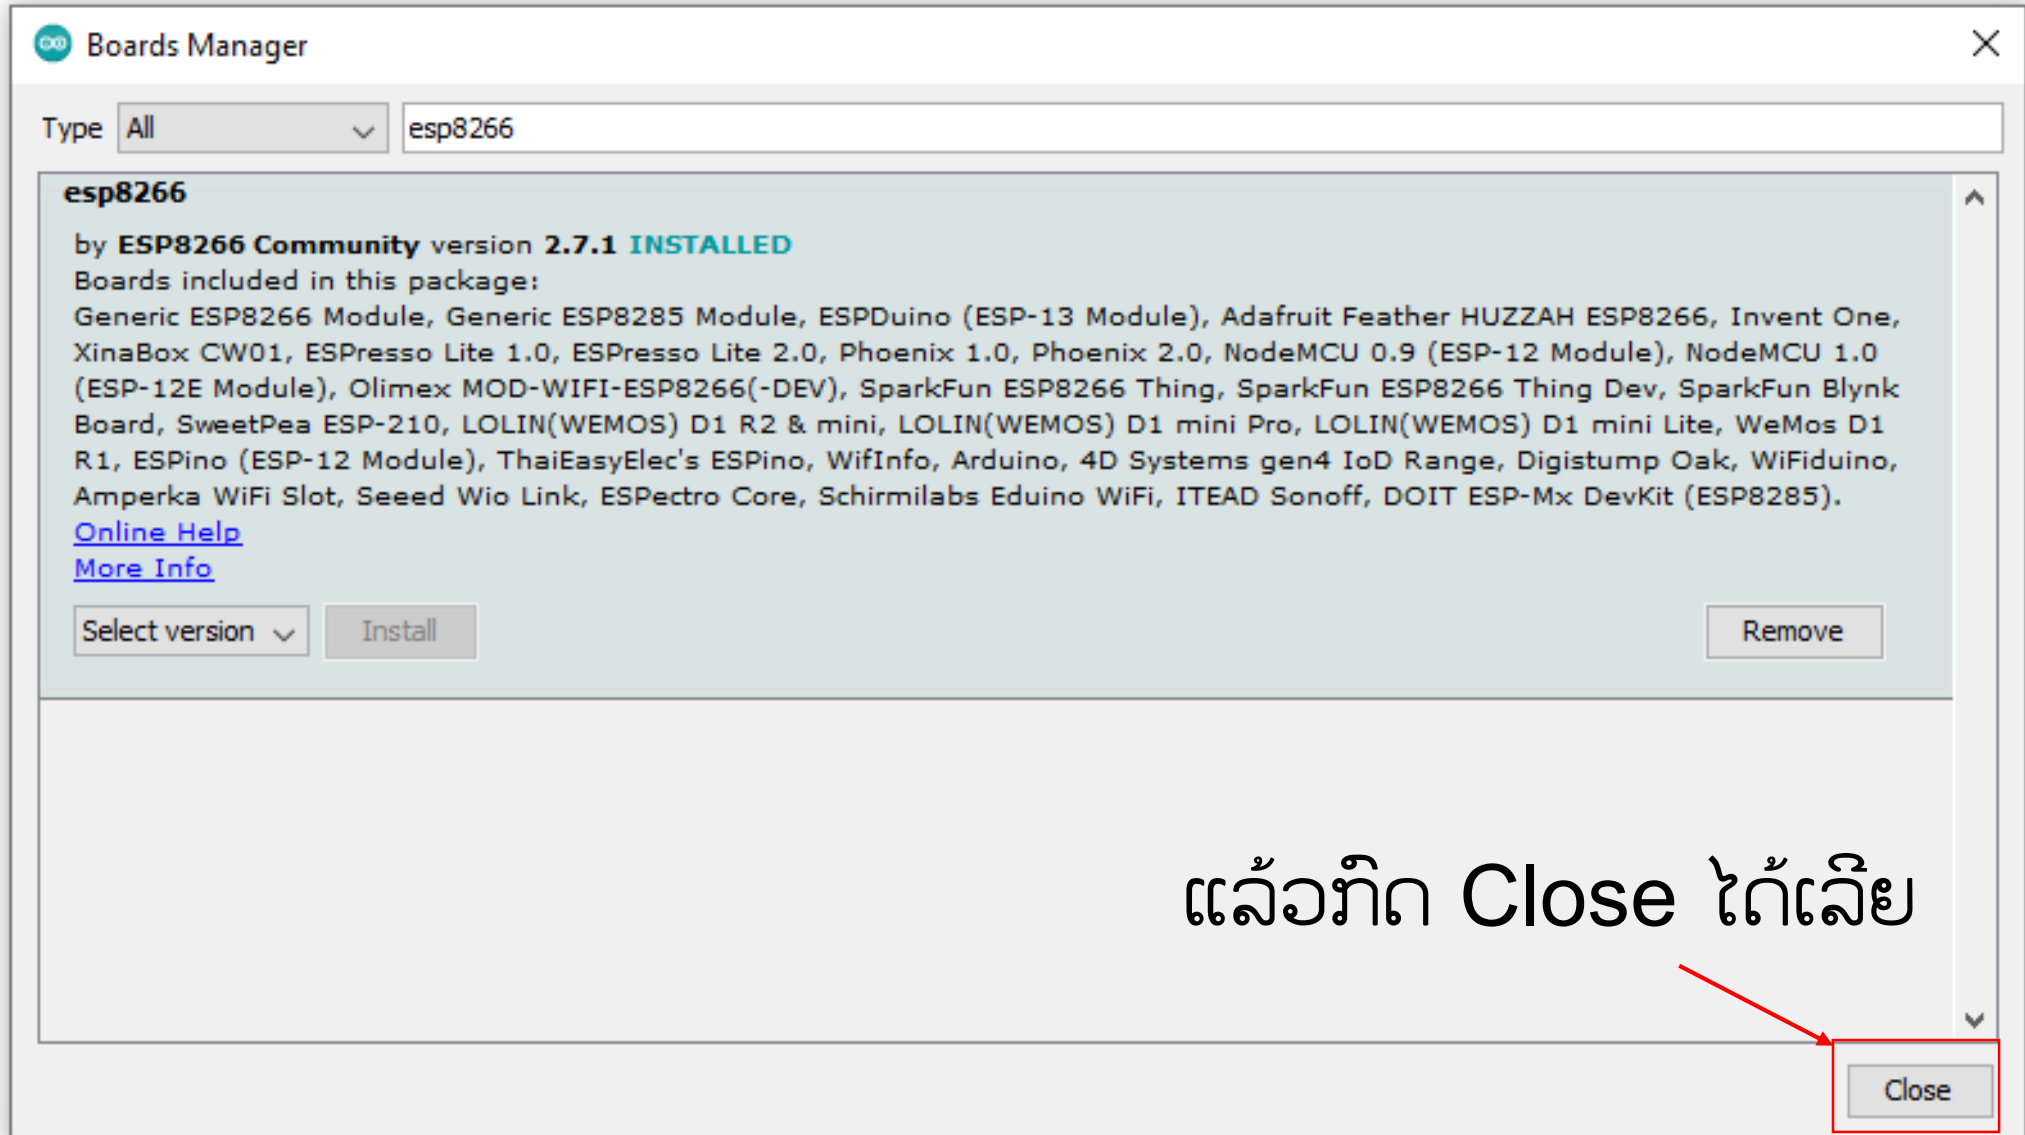 Boards Manager
Type All esp8266
esp8266
by ESP8266 Community version 2.7.1 INSTALLED
Boards included in this package:
Generic ESP8266 Module, Generic ESP8285 Module, ESPDuino (ESP-13 Module), Adafruit Feather HUZZAH ESP8266, Invent One,
XinaBox CW01, ESPresso Lite 1.0, ESPresso Lite 2.0, Phoenix 1.0, Phoenix 2.0, NodeMCU 0.9 (ESP-12 Module), NodeMCU 1.0
(ESP-12E Module), Olimex MOD-WIFI-ESP8266(-DEV), SparkFun ESP8266 Thing, SparkFun ESP8266 Thing Dev, SparkFun Blynk
Board, SweetPea ESP-210, LOLIN(WEMOS) D1 R2 & mini, LOLIN(WEMOS) D1 mini Pro, LOLIN(WEMOS) D1 mini Lite, WeMos D1
R1, ESPino (ESP-12 Module), ThaiEasyElec's ESPino, WifInfo, Arduino, 4D Systems gen4 IoD Range, Digistump Oak, WiFiduino,
Amperka WiFi Slot, Seeed Wio Link, ESPectro Core, Schirmilabs Eduino WiFi, ITEAD Sonoff, DOIT ESP-Mx DevKit (ESP8285).
Online Help
More Info
Select version Install Remove
ແລ້ວກົດ Close ໄດ້ເລີຍ
Close